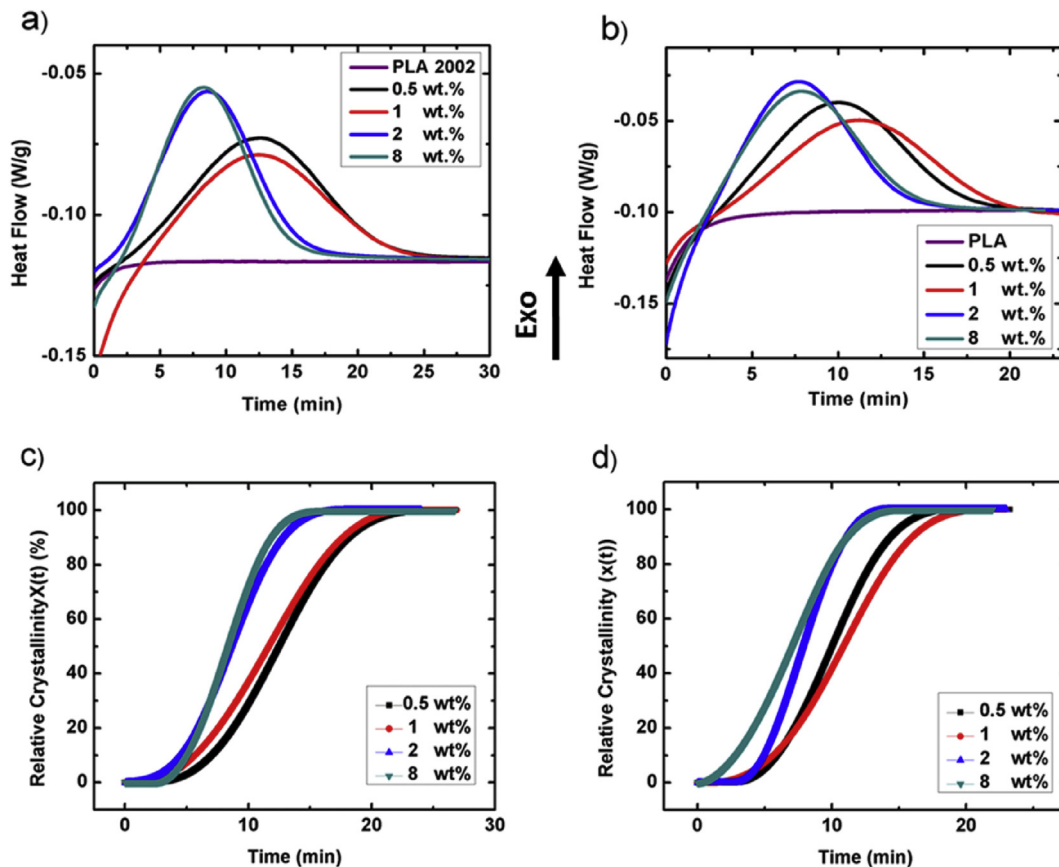 a)
Heat Flow (W/g)
-0.05
-0.10
-0.15
0 5 10 15 20 25 30
Time (min)
PLA 2002
0.5 wt.%
1 wt.%
2 wt.%
8 wt.%
Exo
b)
Heat Flow (W/g)
-0.05
-0.10
-0.15
0 5 10 15 20
Time (min)
PLA
0.5 wt.%
1 wt.%
2 wt.%
8 wt.%
c)
Relative CrystallinityX(t) (%)
100
80
60
40
20
0
0 10 20 30
Time (min)
0.5 wt%
1 wt%
2 wt%
8 wt%
d)
Relative Crystallinity (x(t))
100
80
60
40
20
0
0 10 20
Time (min)
0.5 wt%
1 wt%
2 wt%
8 wt%